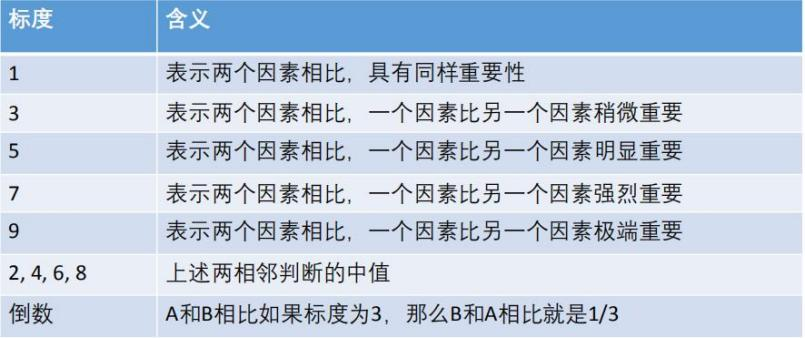 标度 含义
1 表示两个因素相比，具有同样重要性
3 表示两个因素相比，一个因素比另一个因素稍微重要
5 表示两个因素相比，一个因素比另一个因素明显重要
7 表示两个因素相比，一个因素比另一个因素强烈重要
9 表示两个因素相比，一个因素比另一个因素极端重要
2, 4, 6, 8 上述两相邻判断的中值
倒数 A和B相比如果标度为3，那么B和A相比就是1/3